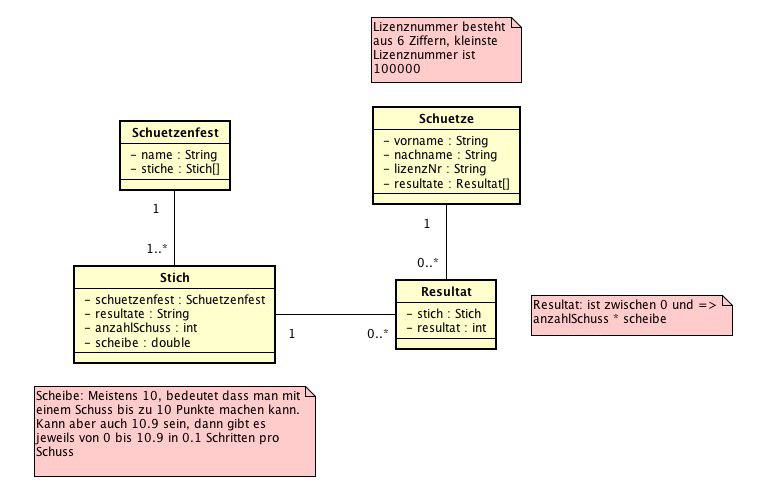 Lizenznummer besteht
aus 6 Ziffern, kleinste
Lizenznummer ist
100000
Schuetzenfest
- name : String
- stiche : Stich[]
Schuetze
- vorname : String
- nachname : String
- lizenzNr : String
- resultate : Resultat[]
1
1..*
1
0..*
Stich
- schuetzenfest : Schuetzenfest
- resultate : String
- anzahlSchuss : int
- scheibe : double
1
0..*
Resultat
- stich : Stich
- resultat : int
Resultat: ist zwischen 0 und =>
anzahlSchuss * scheibe
Scheibe: Meistens 10, bedeutet dass man mit
einem Schuss bis zu 10 Punkte machen kann.
Kann aber auch 10.9 sein, dann gibt es
jeweils von 0 bis 10.9 in 0.1 Schritten pro
Schuss